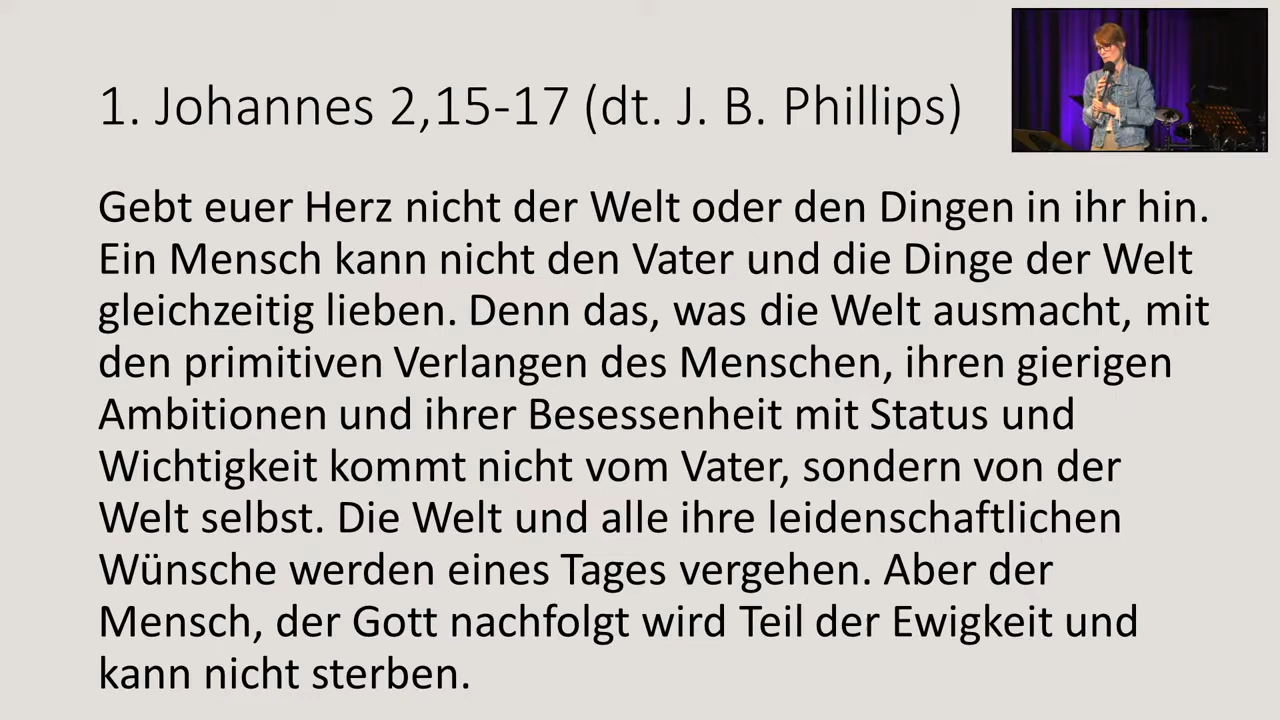 1. Johannes 2,15-17 (dt. J. B. Phillips)
Gebt euer Herz nicht der Welt oder den Dingen in ihr hin.
Ein Mensch kann nicht den Vater und die Dinge der Welt
gleichzeitig lieben. Denn das, was die Welt ausmacht, mit
den primitiven Verlangen des Menschen, ihren gierigen
Ambitionen und ihrer Besessenheit mit Status und
Wichtigkeit kommt nicht vom Vater, sondern von der
Welt selbst. Die Welt und alle ihre leidenschaftlichen
Wünsche werden eines Tages vergehen. Aber der
Mensch, der Gott nachfolgt wird Teil der Ewigkeit und
kann nicht sterben.